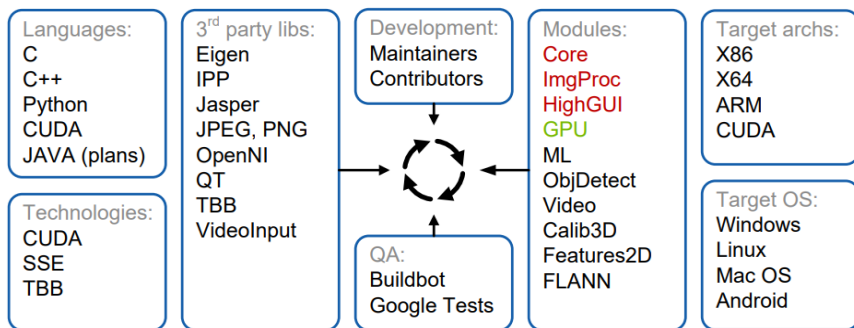 Languages:
C
C++
Python
CUDA
JAVA (plans)
Technologies:
CUDA
SSE
TBB
3rd party libs:
Eigen
IPP
Jasper
JPEG, PNG
OpenNI
QT
TBB
VideoInput
Development:
Maintainers
Contributors
QA:
Buildbot
Google Tests
Modules:
Core
ImgProc
HighGUI
GPU
ML
ObjDetect
Video
Calib3D
Features2D
FLANN
Target archs:
X86
X64
ARM
CUDA
Target OS:
Windows
Linux
Mac OS
Android